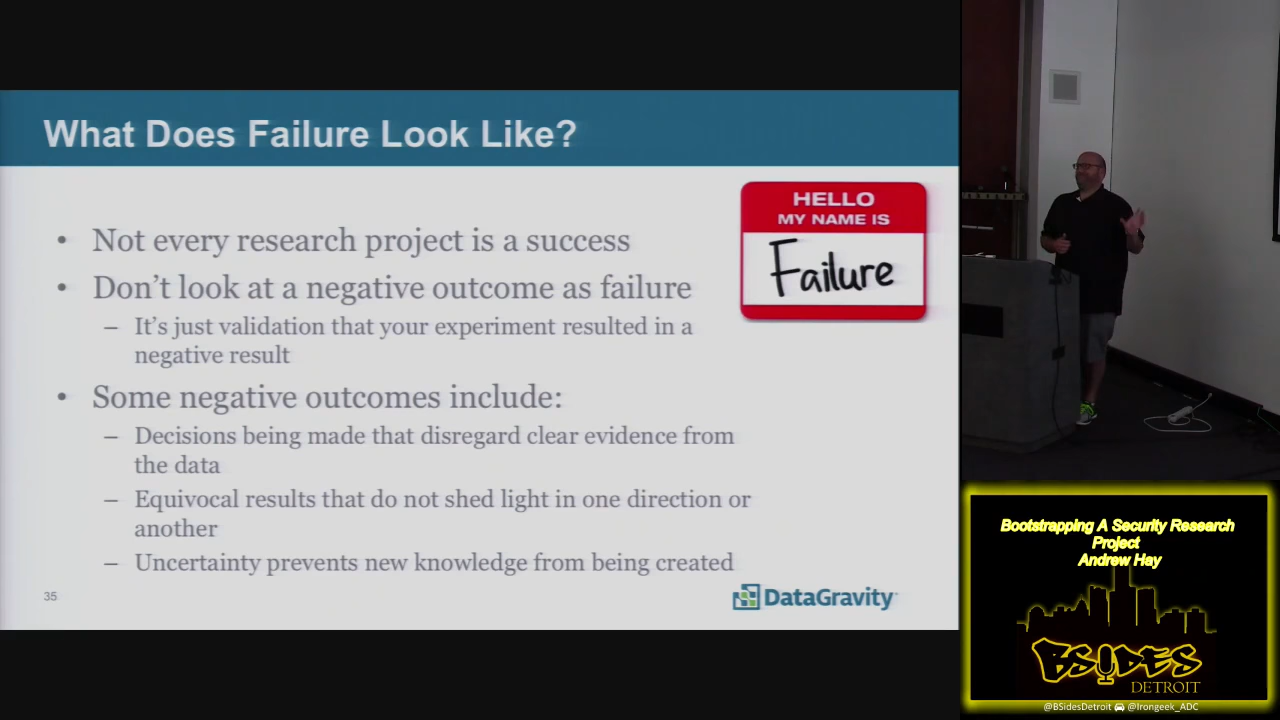 What Does Failure Look Like?
HELLO
MY NAME IS
Failure
• Not every research project is a success
• Don't look at a negative outcome as failure
– It's just validation that your experiment resulted in a
negative result
• Some negative outcomes include:
– Decisions being made that disregard clear evidence from
the data
– Equivocal results that do not shed light in one direction or
another
– Uncertainty prevents new knowledge from being created
35
DataGravity
Bootstrapping A Security Research
Project
Andrew Hay
BSIDES
DETROIT
@BSidesDetroit @Irongeek_ADC